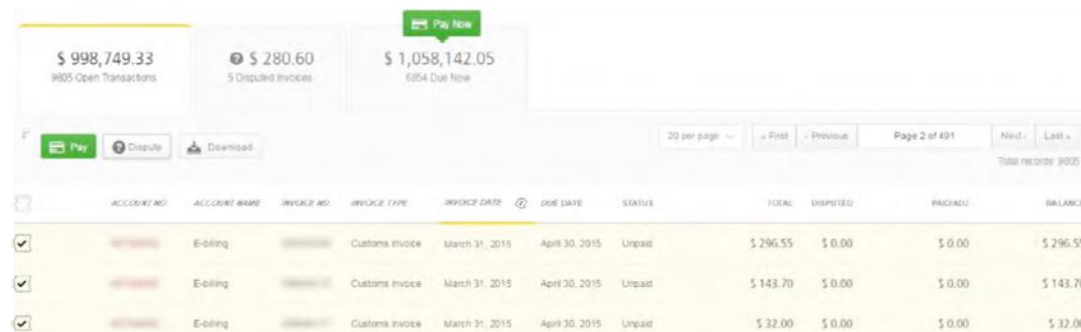 Pay Now
$ 998,749.33 $ 280.60 $ 1,058,142.05
9805 Open Transactions 5 Disputed Invoices 6854 Due Now
Pay Dispute Download 20 per page « First ‹ Previous Page 2 of 491 Next › Last »
Total records: 9805
ACCOUNT NO. ACCOUNT NAME INVOICE NO. INVOICE TYPE INVOICE DATE DUE DATE STATUS TOTAL DISPUTED PAID/ADJ BALANC
E-billing Customs Invoice March 31, 2015 April 30, 2015 Unpaid $ 296.55 $ 0.00 $ 0.00 $ 296.55
E-billing Customs Invoice March 31, 2015 April 30, 2015 Unpaid $ 143.70 $ 0.00 $ 0.00 $ 143.70
E-billing Customs Invoice March 31, 2015 April 30, 2015 Unpaid $ 32.00 $ 0.00 $ 0.00 $ 32.00